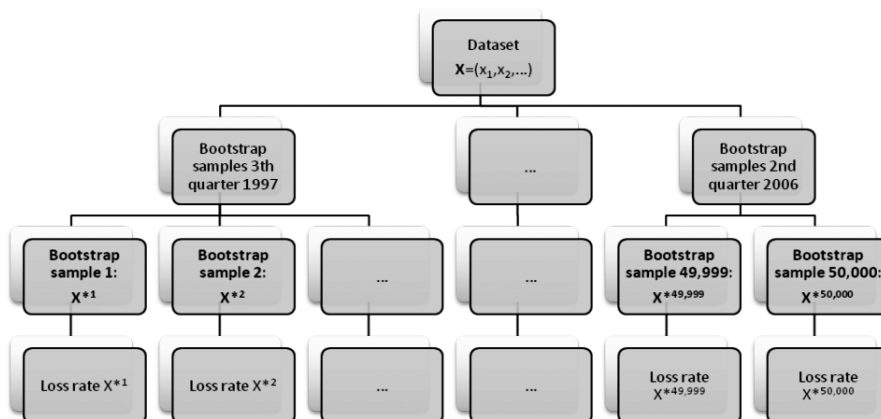 Dataset
X=(x₁,x₂,...)
Bootstrap
samples 3th
quarter 1997
...
Bootstrap
samples 2nd
quarter 2006
Bootstrap
sample 1:
X*¹
Bootstrap
sample 2:
X*²
...
...
Bootstrap
sample 49,999:
X*⁴⁹,⁹⁹⁹
Bootstrap
sample 50,000:
X*⁵⁰,⁰⁰⁰
Loss rate X*¹
Loss rate X*²
...
...
Loss rate
X*⁴⁹,⁹⁹⁹
Loss rate
X*⁵⁰,⁰⁰⁰